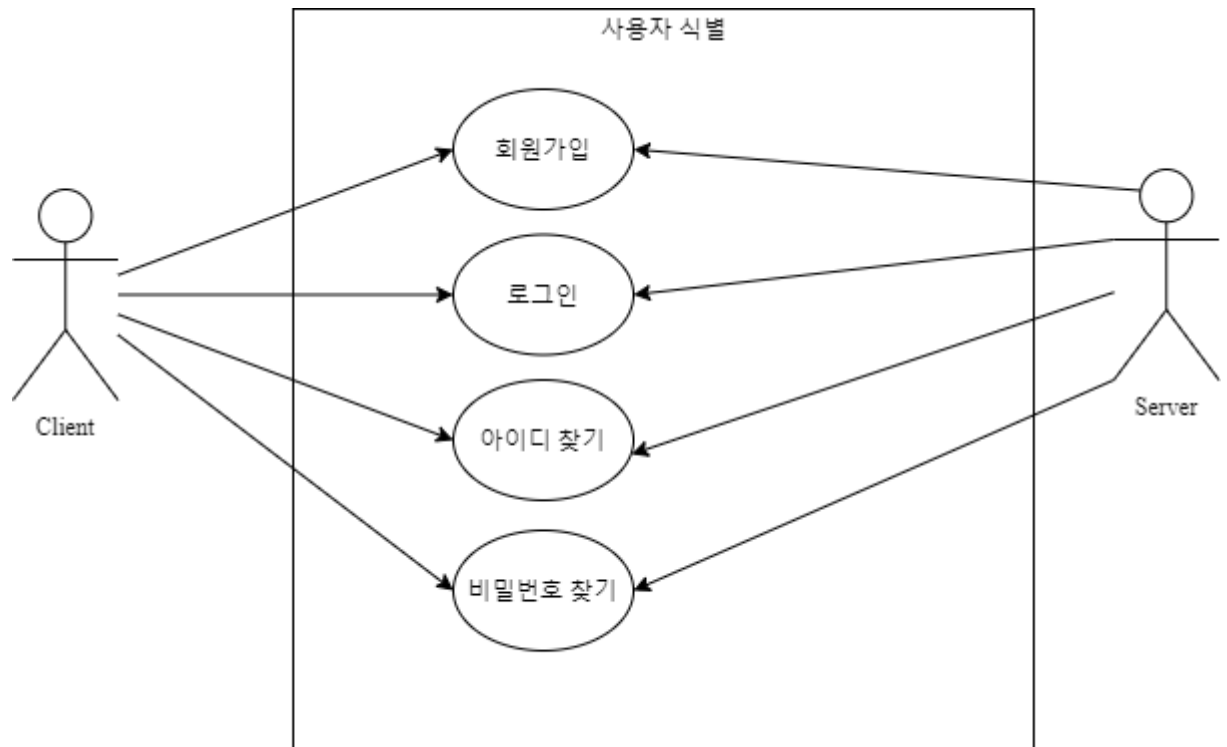 사용자 식별
회원가입
로그인
아이디 찾기
비밀번호 찾기
Client
Server